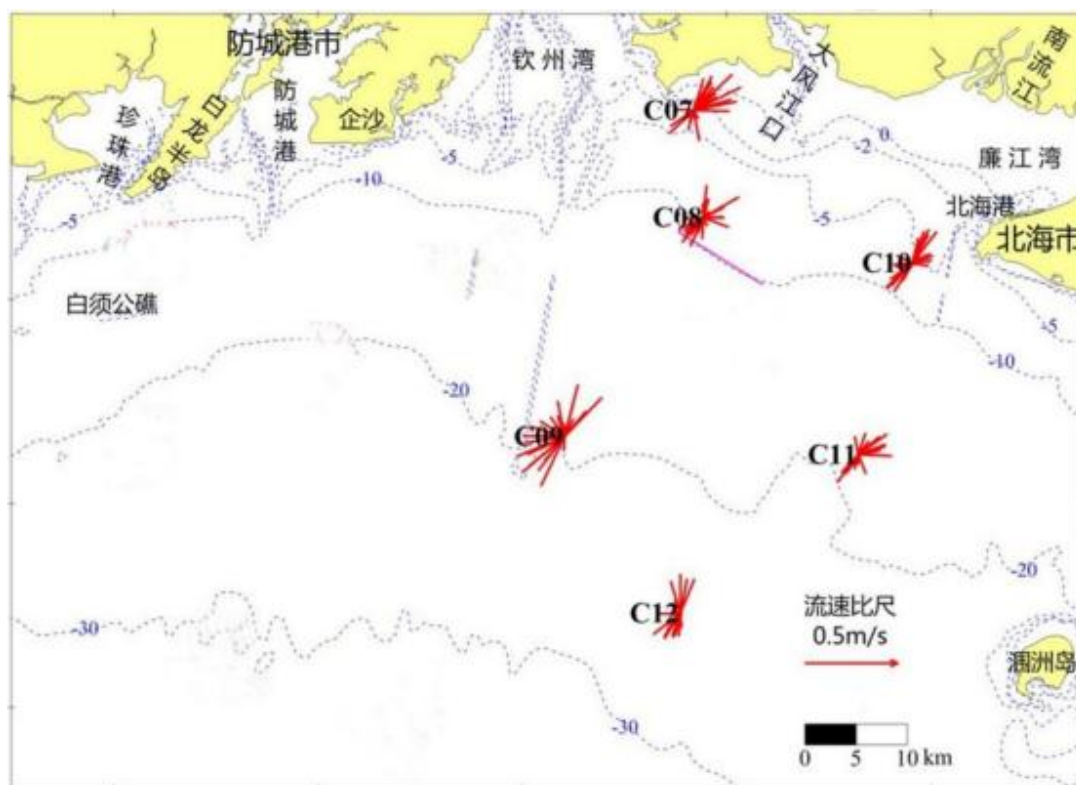 防城港市
钦州湾
大风江口
南流江
珍珠港
白龙半岛
防城港
企沙
C07
0
-2
-5
廉江湾
-10
-5
C08
-5
北海港
北海市
C10
白须公礁
-5
-10
-20
C09
C11
-20
C12
流速比尺
0.5m/s
-30
涠洲岛
-30
0 5 10 km